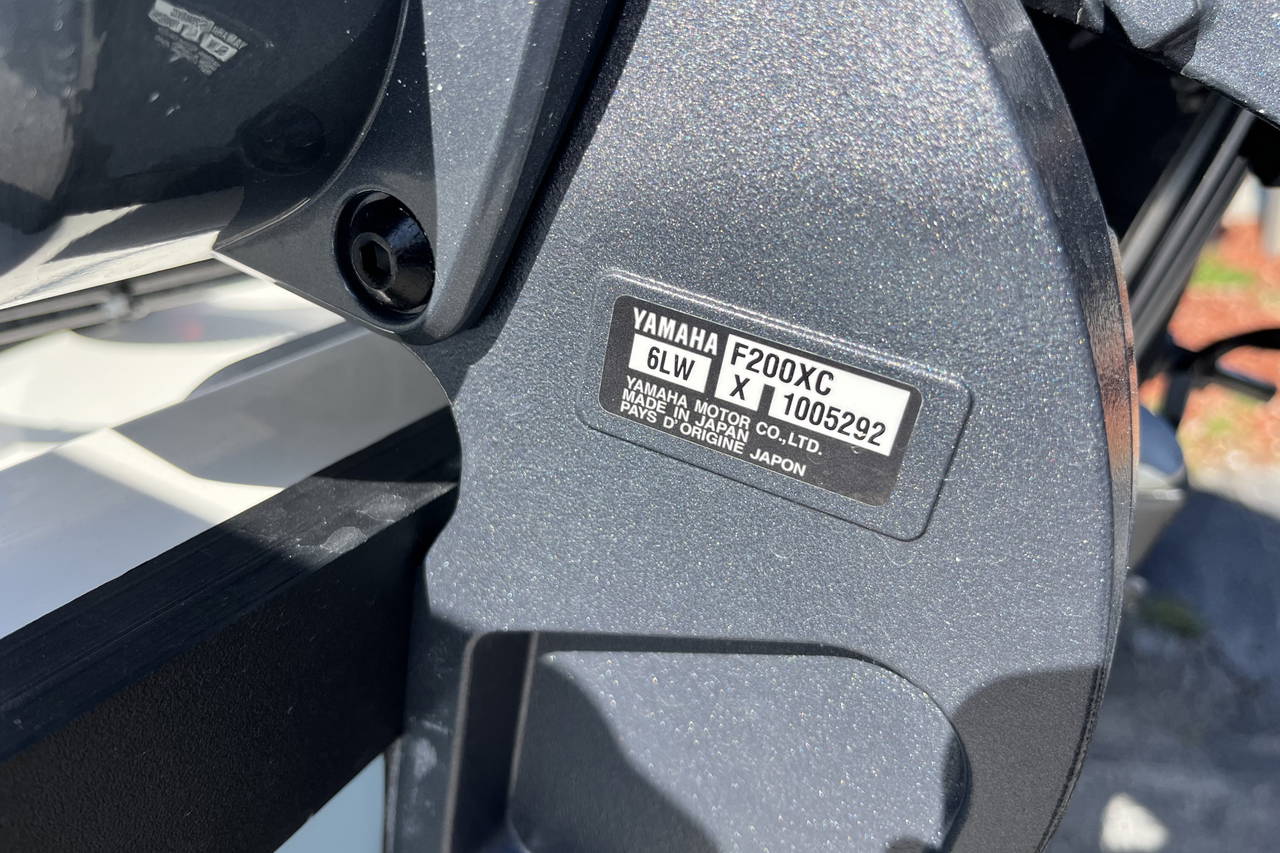 YAMAHA F200XC
6LW X 1005292
YAMAHA MOTOR CO.,LTD.
MADE IN JAPAN
PAYS D'ORIGINE JAPON